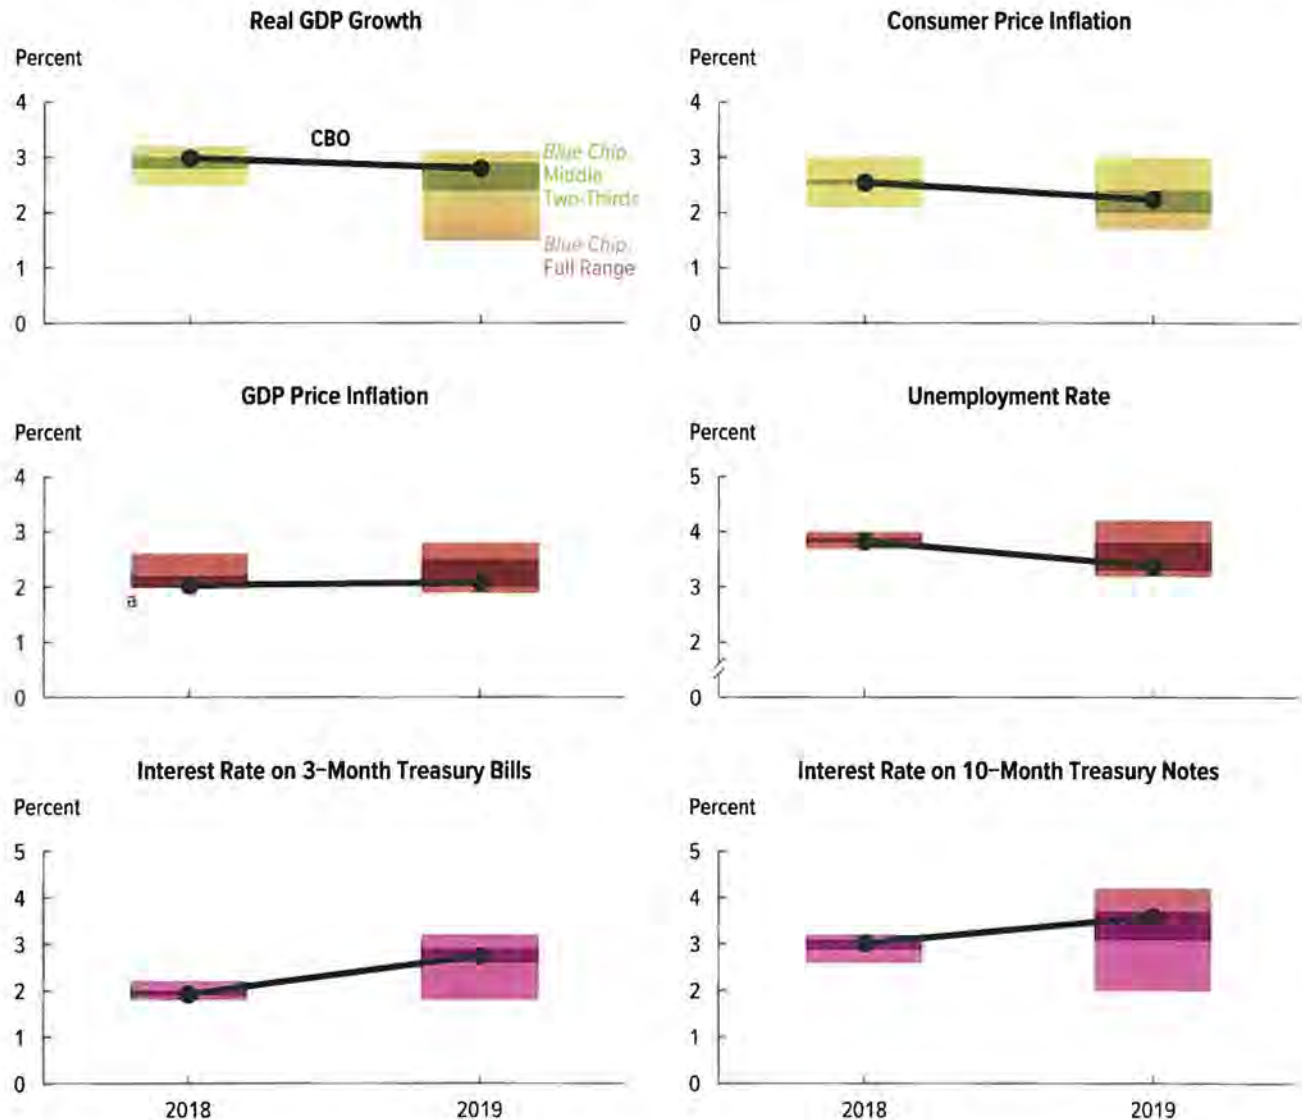 Real GDP Growth
Percent
4
3
2
1
0
CBO
Blue Chip
Middle
Two-Thirds
Blue Chip
Full Range
Consumer Price Inflation
Percent
4
3
2
1
0
GDP Price Inflation
Percent
4
3
2
1
0
a
Unemployment Rate
Percent
5
4
3
2
0
Interest Rate on 3-Month Treasury Bills
Percent
5
4
3
2
1
0
2018 2019
Interest Rate on 10-Month Treasury Notes
Percent
5
4
3
2
1
0
2018 2019